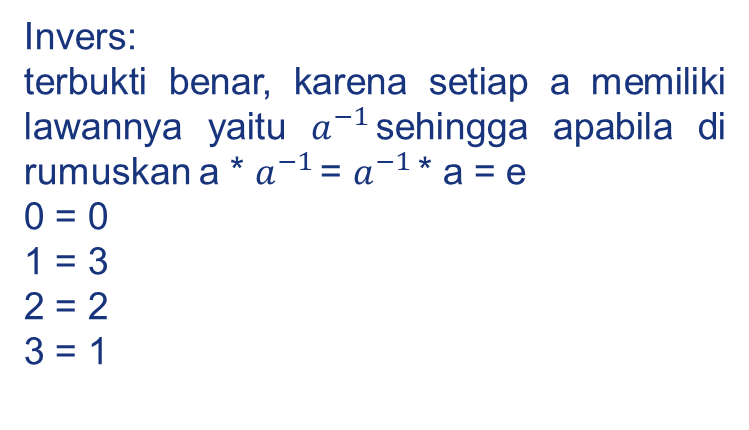 Invers:
terbukti benar, karena setiap a memiliki
lawannya yaitu a⁻¹ sehingga apabila di
rumuskan a * a⁻¹ = a⁻¹ * a = e
0 = 0
1 = 3
2 = 2
3 = 1